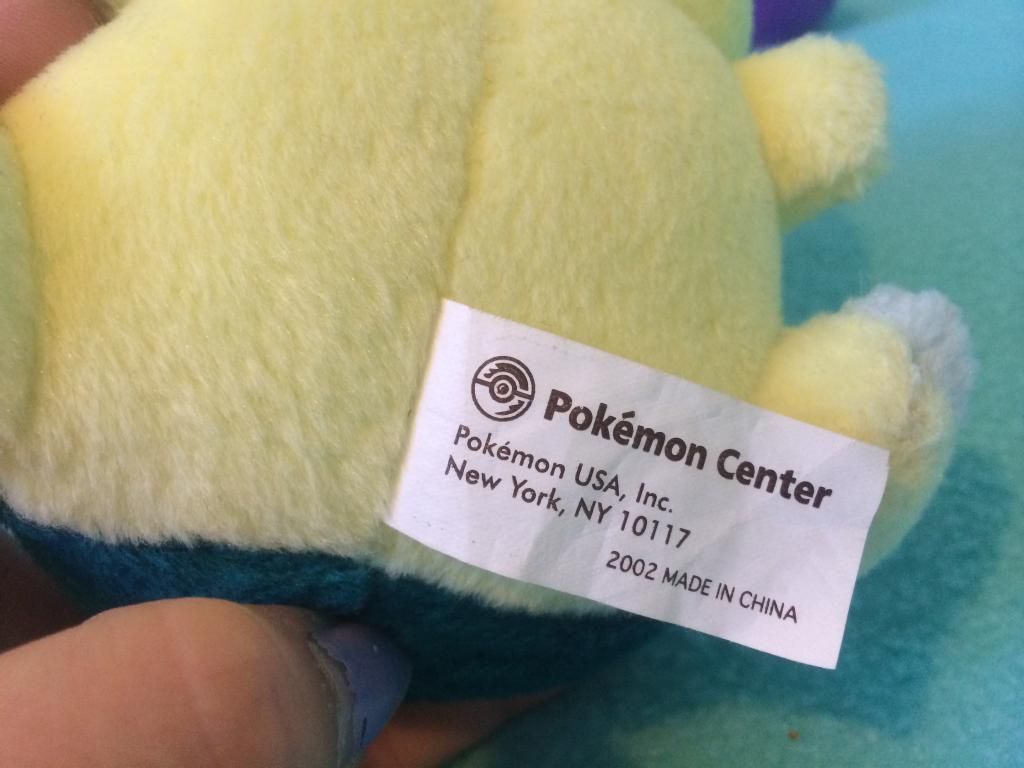 Pokémon Center
Pokémon USA, Inc.
New York, NY 10117
2002 MADE IN CHINA